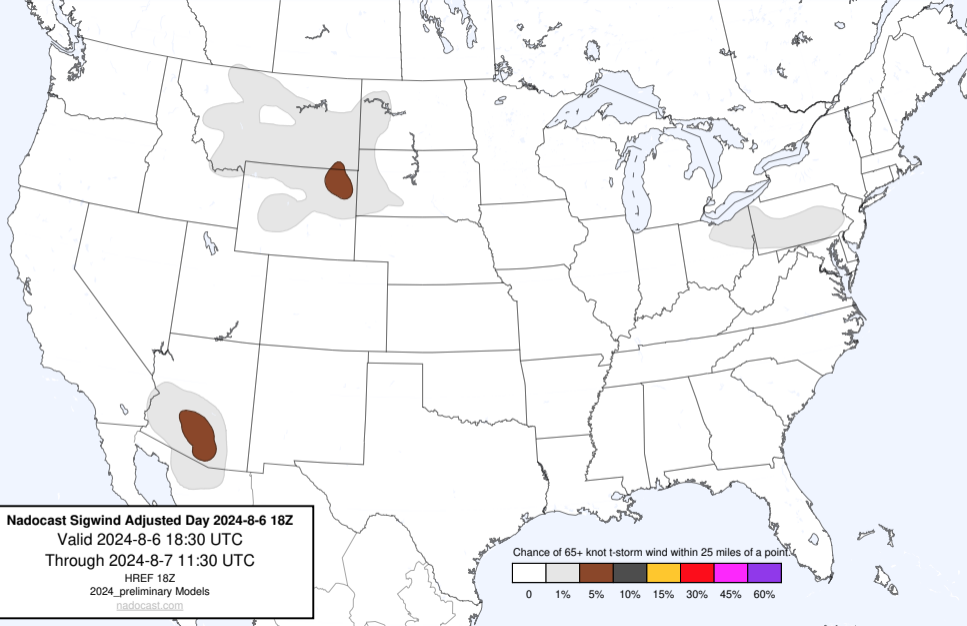 Nadocast Sigwind Adjusted Day 2024-8-6 18Z
Valid 2024-8-6 18:30 UTC
Through 2024-8-7 11:30 UTC
HREF 18Z
2024_preliminary Models
nadocast.com
Chance of 65+ knot t-storm wind within 25 miles of a point.
0 1% 5% 10% 15% 30% 45% 60%